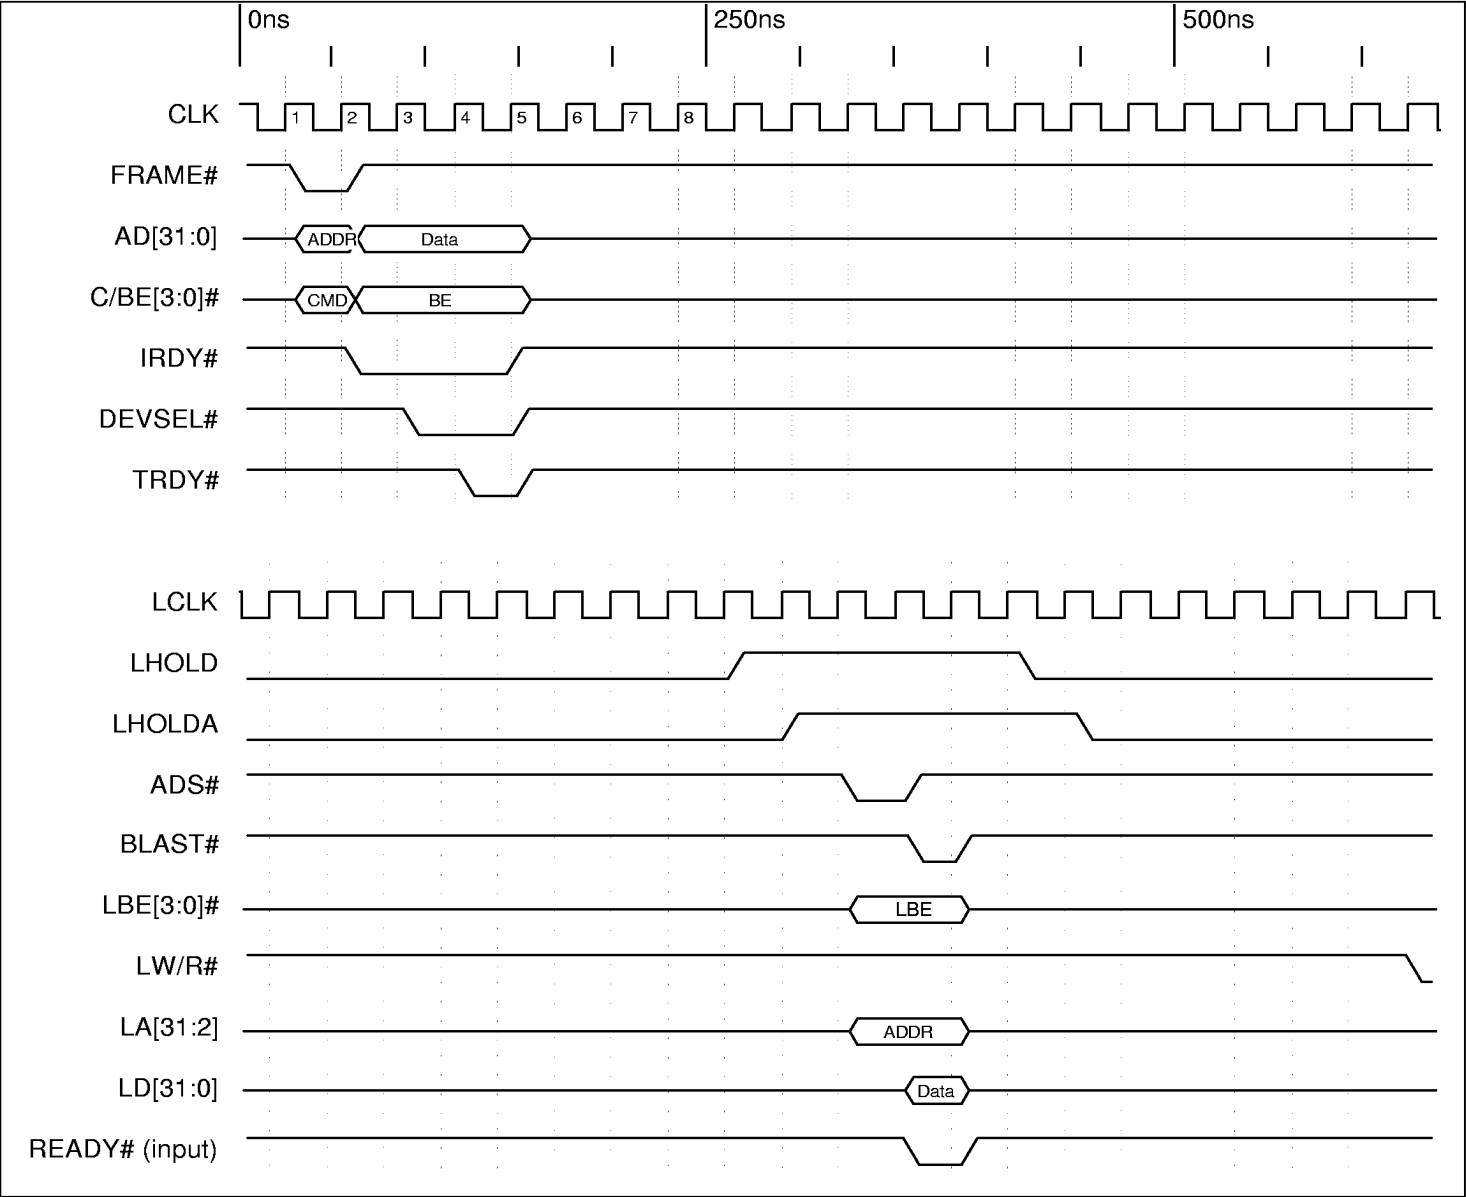 0ns 250ns 500ns
CLK 1 2 3 4 5 6 7 8
FRAME#
AD[31:0] ADDR Data
C/BE[3:0]# CMD BE
IRDY#
DEVSEL#
TRDY#
LCLK
LHOLD
LHOLDA
ADS#
BLAST#
LBE[3:0]# LBE
LW/R#
LA[31:2] ADDR
LD[31:0] Data
READY# (input)